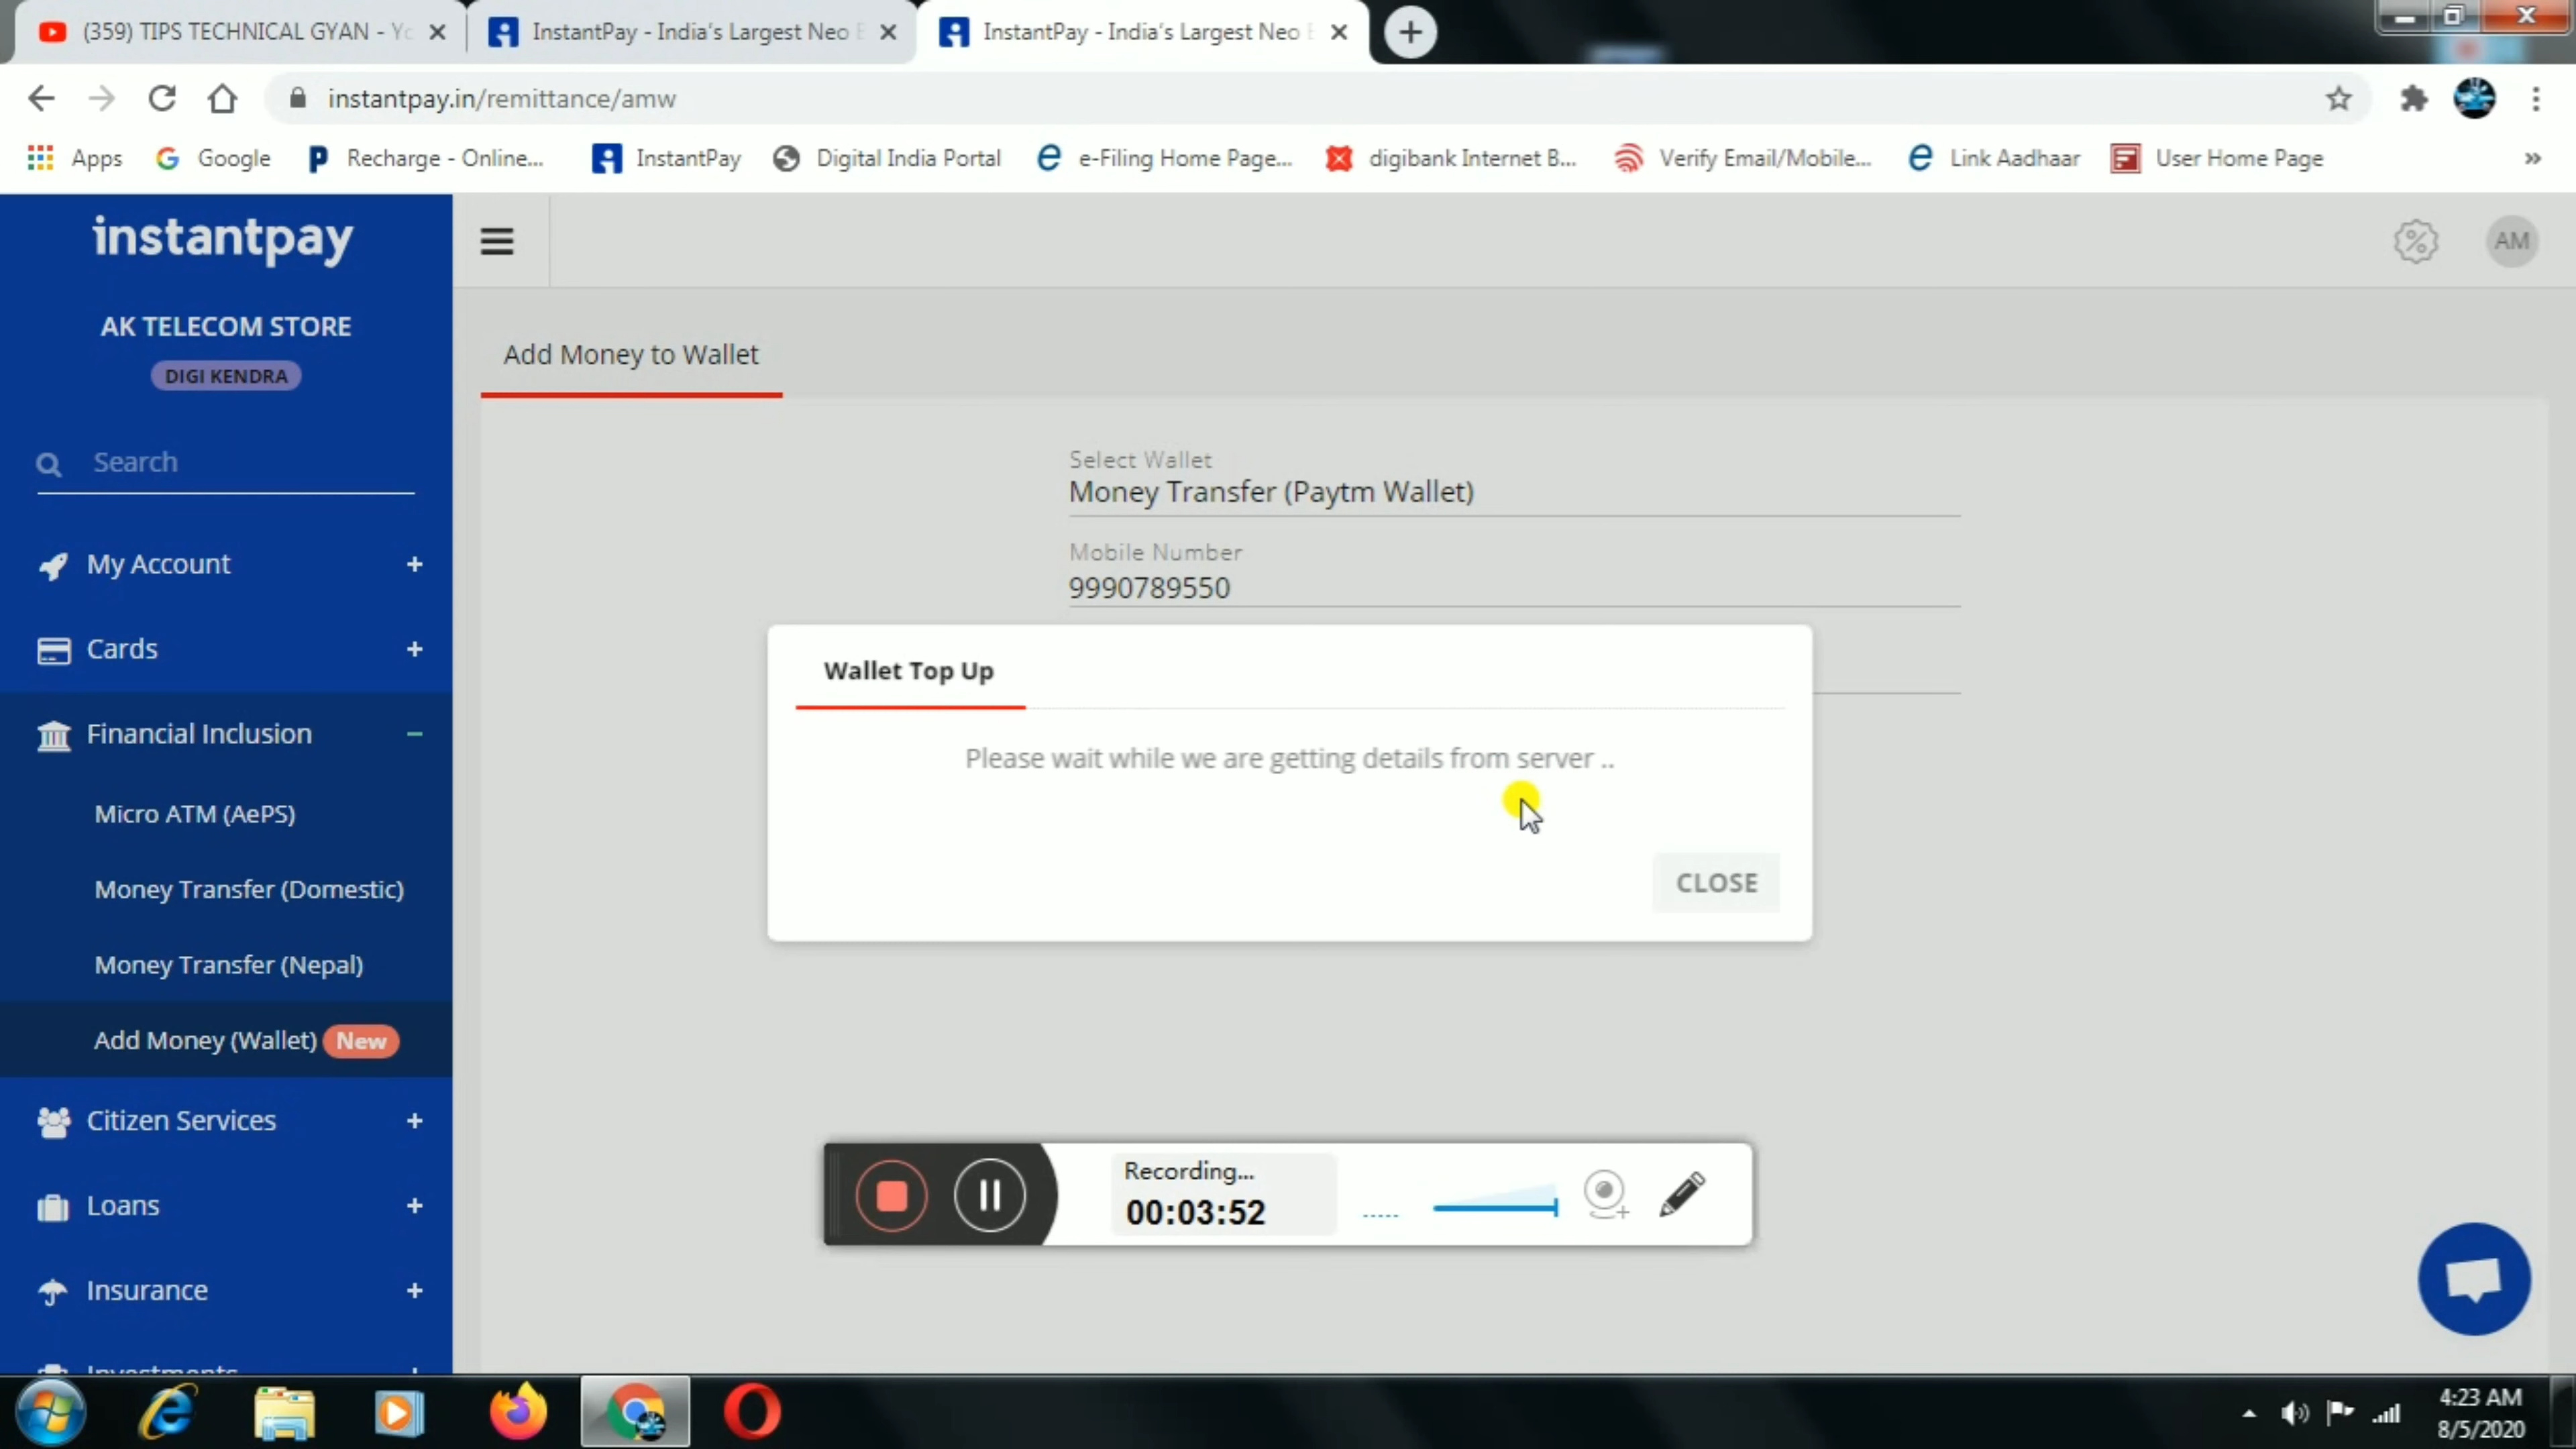 (359) TIPS TECHNICAL GYAN - Yo
InstantPay - India's Largest Neo B
InstantPay - India's Largest Neo B
instantpay.in/remittance/amw
Apps
Google
Recharge - Online...
InstantPay
Digital India Portal
e-Filing Home Page...
digibank Internet B...
Verify Email/Mobile...
Link Aadhaar
User Home Page
»
instantpay
AM
AK TELECOM STORE
DIGI KENDRA
Search
My Account +
Cards +
Financial Inclusion −
Micro ATM (AePS)
Money Transfer (Domestic)
Money Transfer (Nepal)
Add Money (Wallet) New
Citizen Services +
Loans +
Insurance +
Investments
Add Money to Wallet
Select Wallet
Money Transfer (Paytm Wallet)
Mobile Number
9990789550
Wallet Top Up
Please wait while we are getting details from server ..
CLOSE
Recording...
00:03:52
4:23 AM
8/5/2020